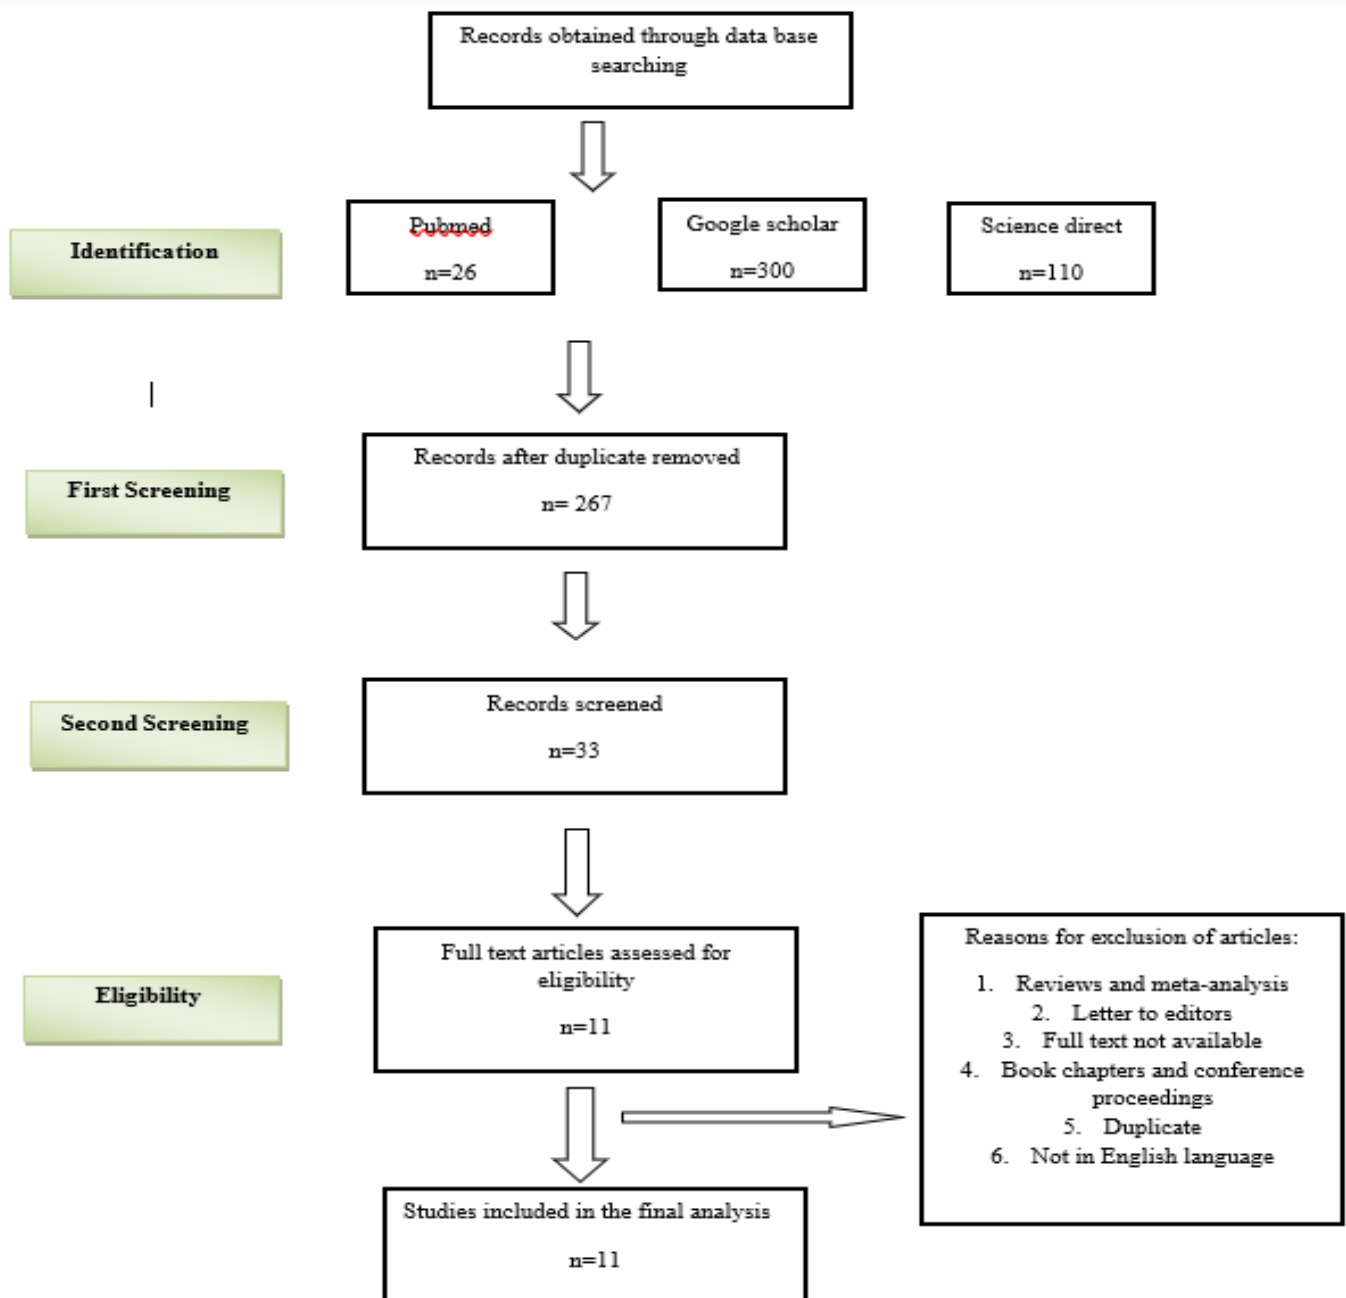 Records obtained through data base
searching
Identification
Pubmed
n=26
Google scholar
n=300
Science direct
n=110
First Screening
Records after duplicate removed
n= 267
Second Screening
Records screened
n=33
Eligibility
Full text articles assessed for
eligibility
n=11
Reasons for exclusion of articles:
1. Reviews and meta-analysis
2. Letter to editors
3. Full text not available
4. Book chapters and conference
proceedings
5. Duplicate
6. Not in English language
Studies included in the final analysis
n=11